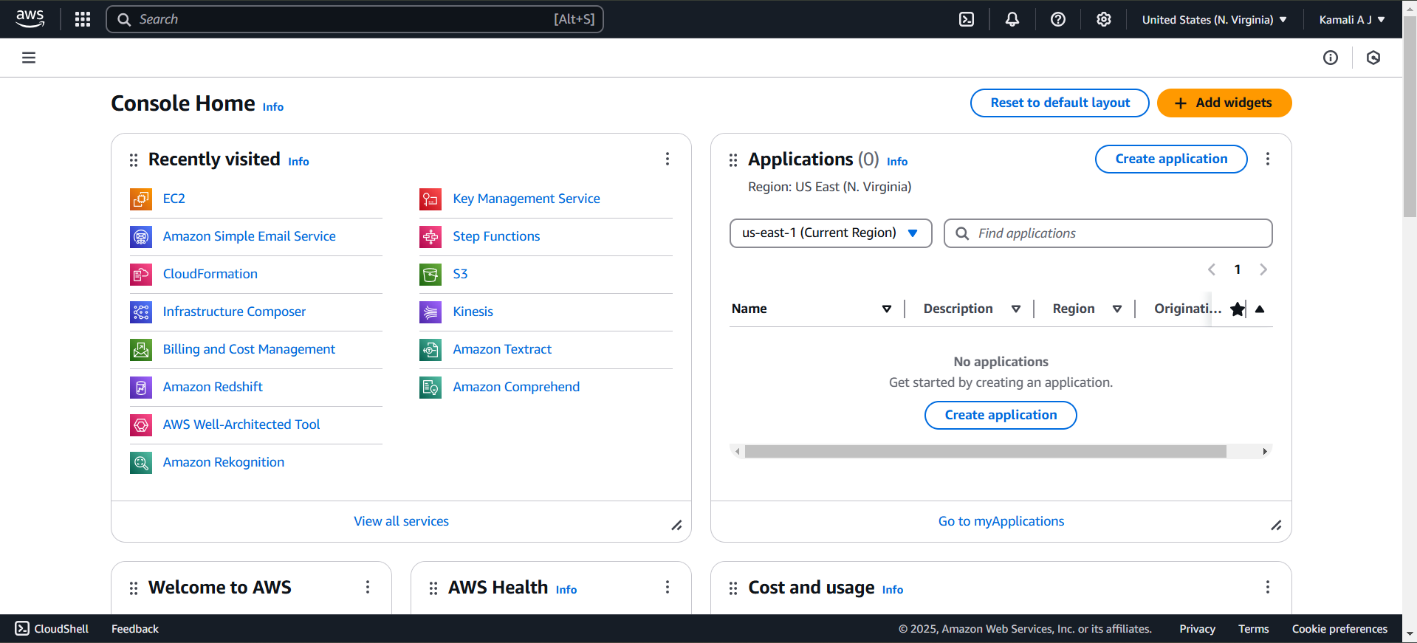 aws
Search [Alt+S]
United States (N. Virginia)
Kamali A J
Console Home Info
Reset to default layout
Add widgets
Recently visited Info
EC2
Amazon Simple Email Service
CloudFormation
Infrastructure Composer
Billing and Cost Management
Amazon Redshift
AWS Well-Architected Tool
Amazon Rekognition
Key Management Service
Step Functions
S3
Kinesis
Amazon Textract
Amazon Comprehend
View all services
Applications (0) Info
Create application
Region: US East (N. Virginia)
us-east-1 (Current Region)
Find applications
1
Name Description Region Originati...
No applications
Get started by creating an application.
Create application
Go to myApplications
Welcome to AWS
AWS Health Info
Cost and usage Info
CloudShell Feedback © 2025, Amazon Web Services, Inc. or its affiliates. Privacy Terms Cookie preferences